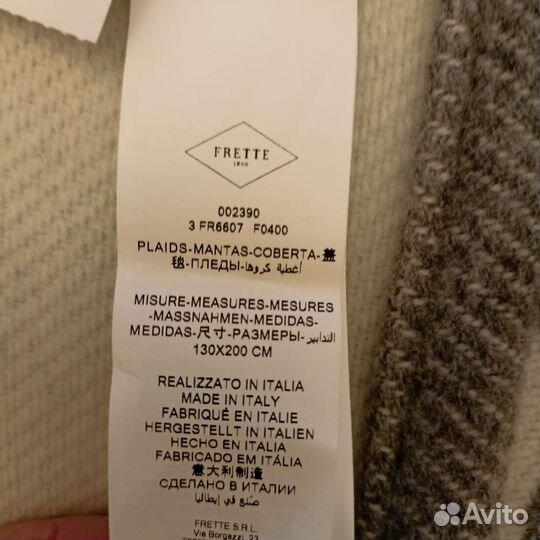 FRETTE
1860
002390
3 FR6607 F0400
PLAIDS-MANTAS-COBERTA-盖
毯-ПЛЕДЫ-أغطية كروها
MISURE-MEASURES-MESURES
-MASSNAHMEN-MEDIDAS-
MEDIDAS-尺寸-РАЗМЕРЫ-التدابير
130X200 CM
REALIZZATO IN ITALIA
MADE IN ITALY
FABRIQUÉ EN ITALIE
HERGESTELLT IN ITALIEN
HECHO EN ITALIA
FABRICADO EM ITÁLIA
意大利制造
СДЕЛАНО В ИТАЛИИ
صنع في إيطاليا
FRETTE S.R.L.
Via Borgazzi, 23
Avito